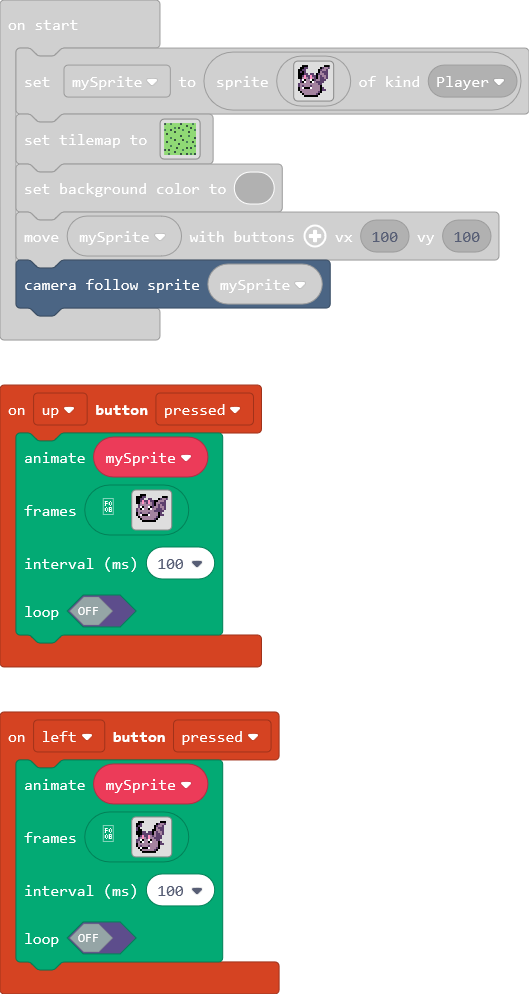 on start
set mySprite to sprite of kind Player
set tilemap to
set background color to
move mySprite with buttons vx 100 vy 100
camera follow sprite mySprite
on up button pressed
animate mySprite
frames
interval (ms) 100
loop OFF
on left button pressed
animate mySprite
frames
interval (ms) 100
loop OFF